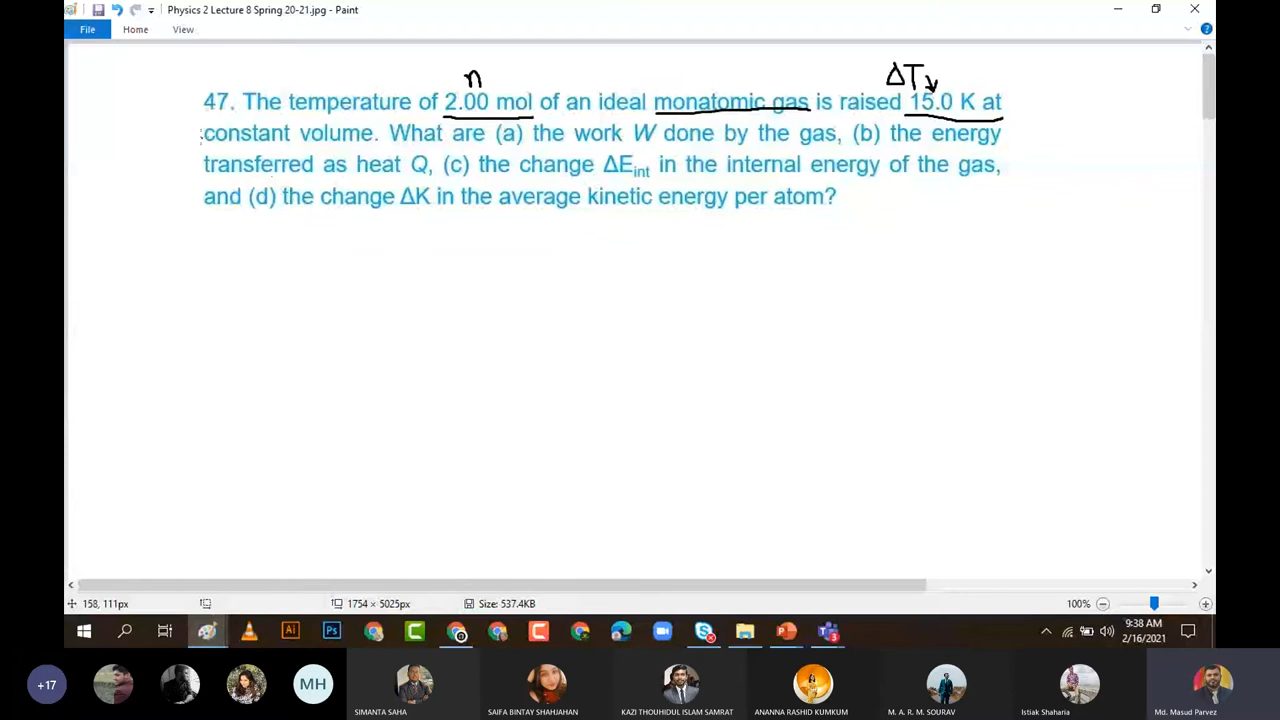 Physics 2 Lecture 8 Spring 20-21.jpg - Paint
File Home View
n ΔT
47. The temperature of 2.00 mol of an ideal monatomic gas is raised 15.0 K at
constant volume. What are (a) the work W done by the gas, (b) the energy
transferred as heat Q, (c) the change ΔEint in the internal energy of the gas,
and (d) the change ΔK in the average kinetic energy per atom?
158, 111px 1754 × 5025px Size: 537.4KB 100%
9:38 AM
2/16/2021
+17 MH
SIMANTA SAHA SAIFA BINTAY SHAHJAHAN KAZI THOUHIDUL ISLAM SAMRAT ANANNA RASHID KUMKUM M. A. R. M. SOURAV Istiak Shaharia Md. Masud Parvez